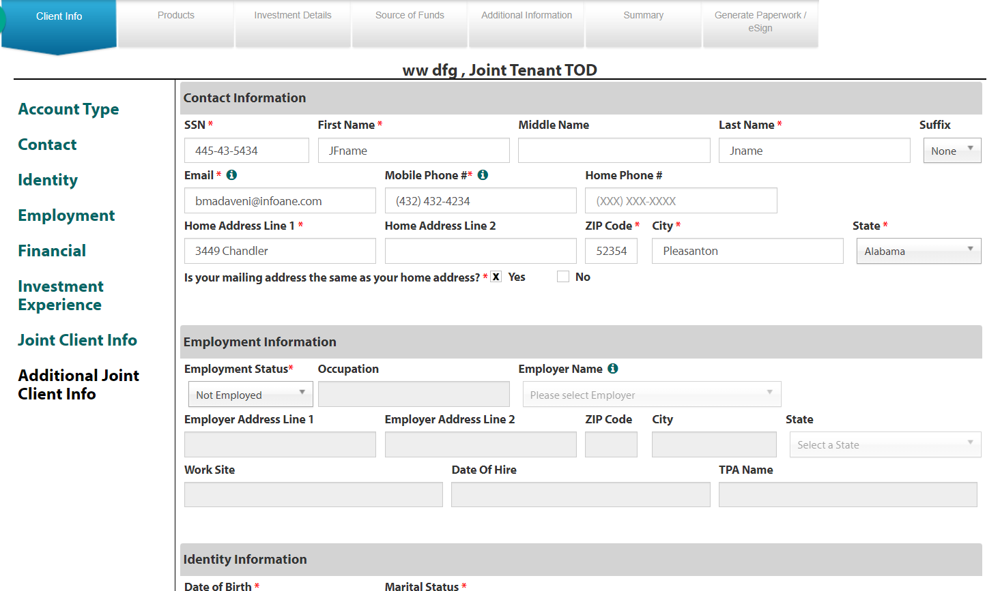 Client Info Products Investment Details Source of Funds Additional Information Summary Generate Paperwork /
eSign
ww dfg , Joint Tenant TOD
Account Type
Contact
Identity
Employment
Financial
Investment
Experience
Joint Client Info
Additional Joint
Client Info
Contact Information
SSN * First Name * Middle Name Last Name * Suffix
445-43-5434 JFname Jname None
Email * Mobile Phone #* Home Phone #
bmadaveni@infoane.com (432) 432-4234 (XXX) XXX-XXXX
Home Address Line 1 * Home Address Line 2 ZIP Code * City * State *
3449 Chandler 52354 Pleasanton Alabama
Is your mailing address the same as your home address? * x Yes No
Employment Information
Employment Status* Occupation Employer Name
Not Employed Please select Employer
Employer Address Line 1 Employer Address Line 2 ZIP Code City State
Select a State
Work Site Date Of Hire TPA Name
Identity Information
Date of Birth * Marital Status *